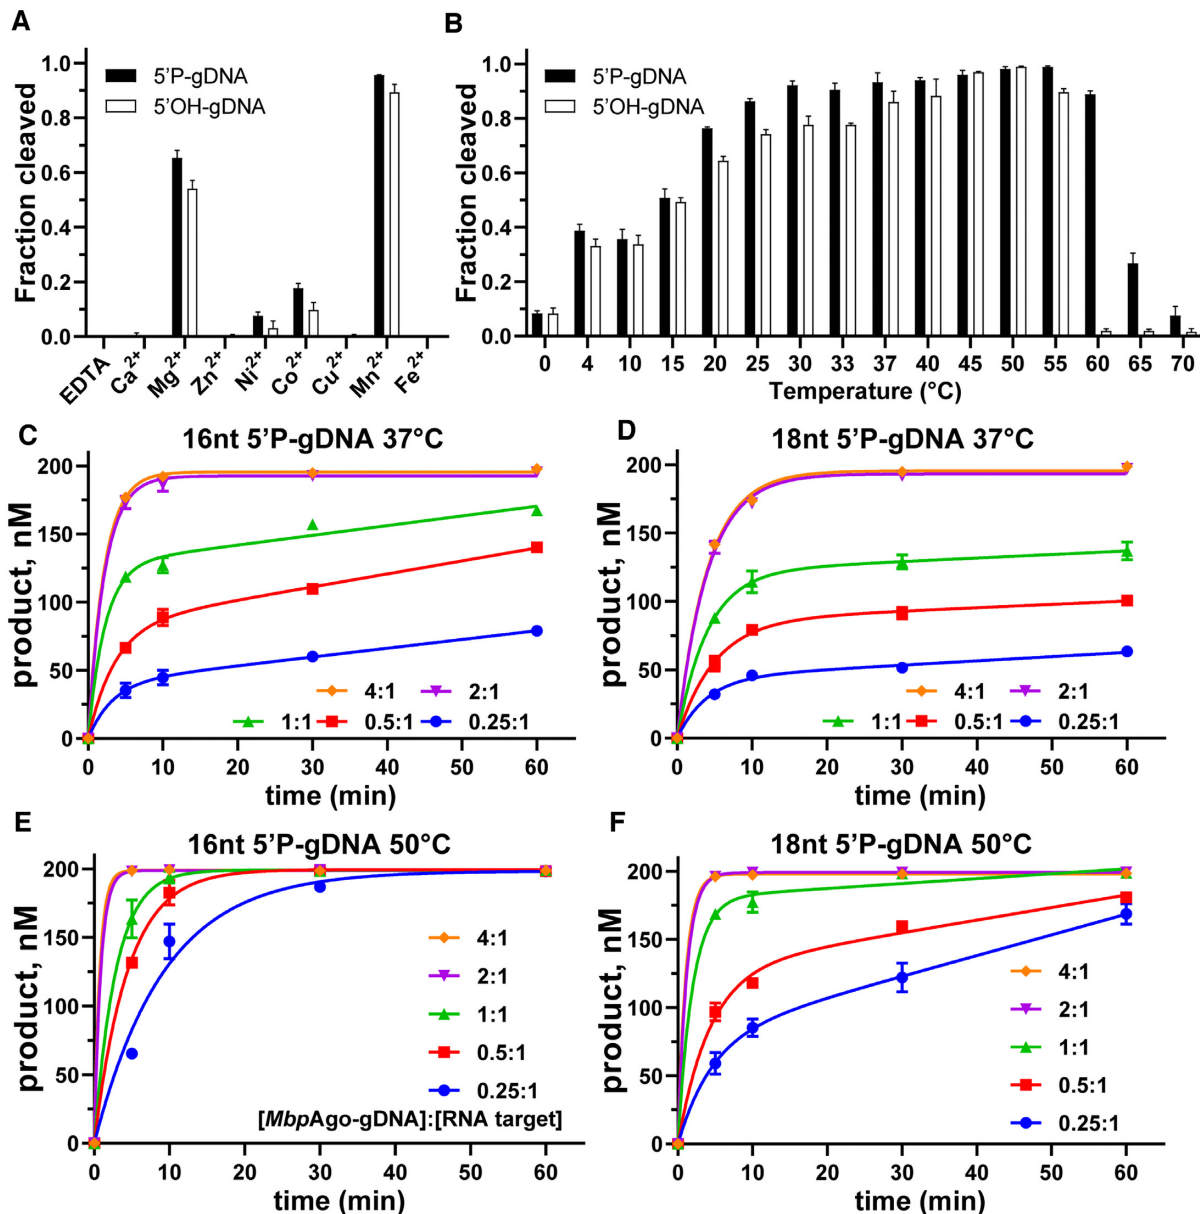 A
Fraction cleaved
1.0
0.8
0.6
0.4
0.2
0.0
5'P-gDNA
5'OH-gDNA
EDTA Ca²⁺ Mg²⁺ Zn²⁺ Ni²⁺ Co²⁺ Cu²⁺ Mn²⁺ Fe²⁺
B
Fraction cleaved
1.0
0.8
0.6
0.4
0.2
0.0
5'P-gDNA
5'OH-gDNA
0 4 10 15 20 25 30 33 37 40 45 50 55 60 65 70
Temperature (°C)
C
16nt 5'P-gDNA 37°C
product, nM
200
150
100
50
0
4:1 2:1
1:1 0.5:1 0.25:1
0 10 20 30 40 50 60
time (min)
D
18nt 5'P-gDNA 37°C
product, nM
200
150
100
50
0
4:1 2:1
1:1 0.5:1 0.25:1
0 10 20 30 40 50 60
time (min)
E
16nt 5'P-gDNA 50°C
product, nM
200
150
100
50
0
4:1
2:1
1:1
0.5:1
0.25:1
[MbpAgo-gDNA]:[RNA target]
0 10 20 30 40 50 60
time (min)
F
18nt 5'P-gDNA 50°C
product, nM
200
150
100
50
0
4:1
2:1
1:1
0.5:1
0.25:1
0 10 20 30 40 50 60
time (min)